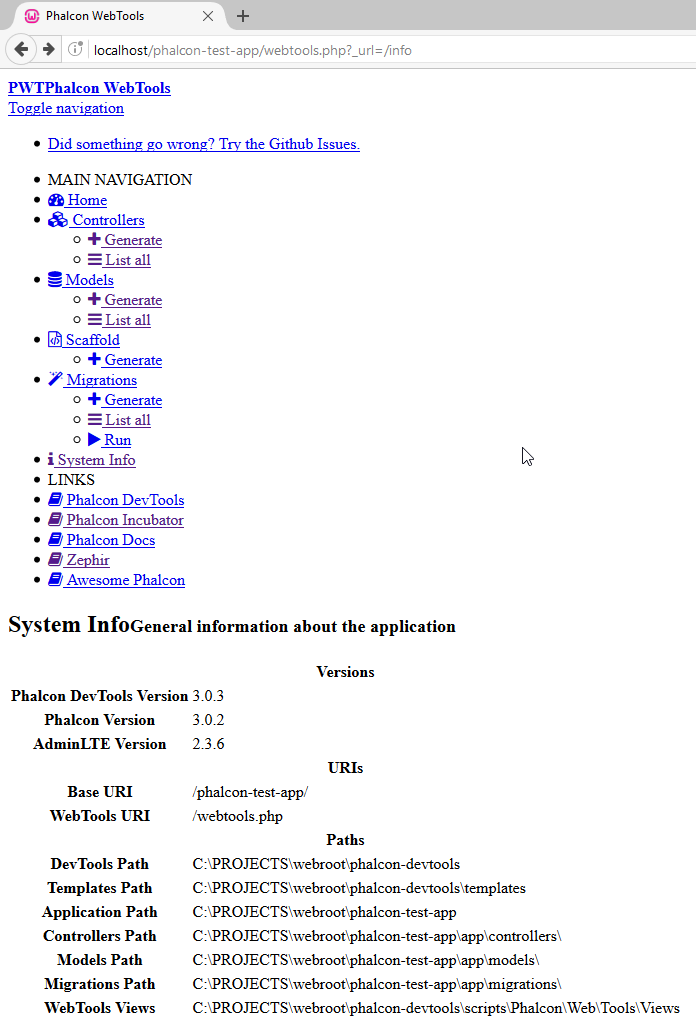 Phalcon WebTools
localhost/phalcon-test-app/webtools.php?_url=/info
PWTPhalcon WebTools
Toggle navigation
Did something go wrong? Try the Github Issues.
MAIN NAVIGATION
Home
Controllers
Generate
List all
Models
Generate
List all
Scaffold
Generate
Migrations
Generate
List all
Run
System Info
LINKS
Phalcon DevTools
Phalcon Incubator
Phalcon Docs
Zephir
Awesome Phalcon
System InfoGeneral information about the application
Versions
Phalcon DevTools Version 3.0.3
Phalcon Version 3.0.2
AdminLTE Version 2.3.6
URIs
Base URI /phalcon-test-app/
WebTools URI /webtools.php
Paths
DevTools Path C:\PROJECTS\webroot\phalcon-devtools
Templates Path C:\PROJECTS\webroot\phalcon-devtools\templates
Application Path C:\PROJECTS\webroot\phalcon-test-app
Controllers Path C:\PROJECTS\webroot\phalcon-test-app\app\controllers\
Models Path C:\PROJECTS\webroot\phalcon-test-app\app\models\
Migrations Path C:\PROJECTS\webroot\phalcon-test-app\app\migrations\
WebTools Views C:\PROJECTS\webroot\phalcon-devtools\scripts\Phalcon\Web\Tools\Views